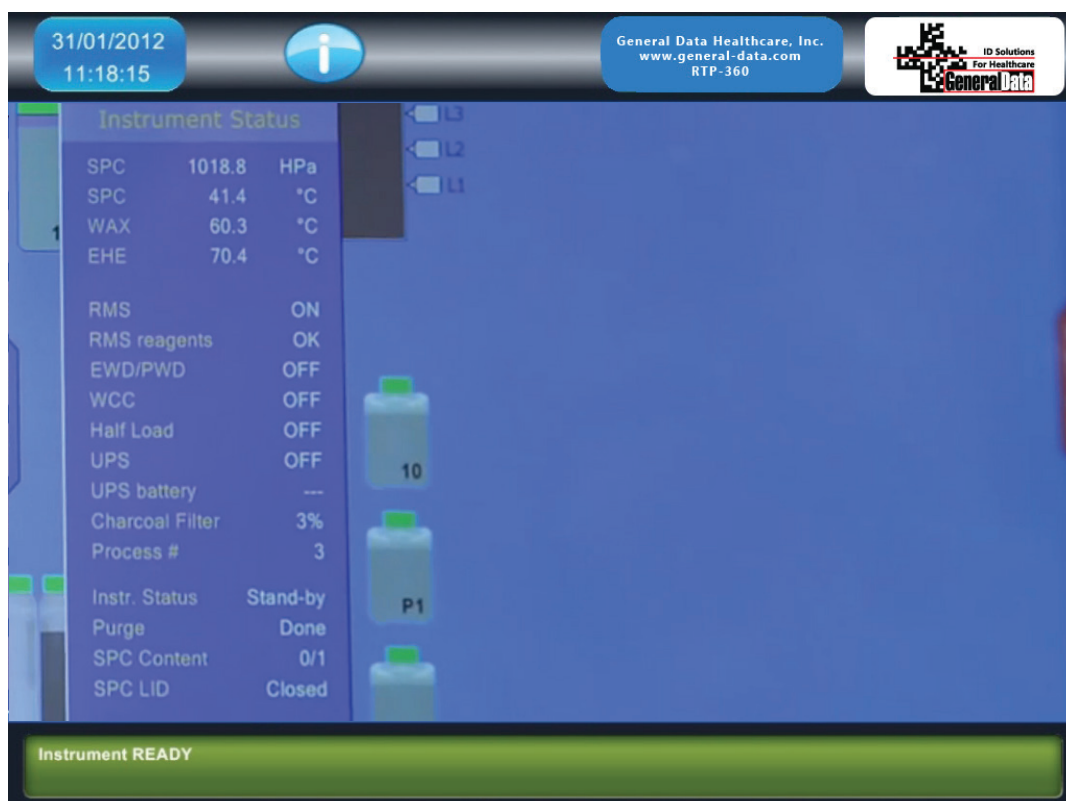 31/01/2012
11:18:15
General Data Healthcare, Inc.
www.general-data.com
RTP-360
ID Solutions
For Healthcare
GeneralData
Instrument Status
SPC 1018.8 HPa
SPC 41.4 °C
WAX 60.3 °C
EHE 70.4 °C
RMS ON
RMS reagents OK
EWD/PWD OFF
WCC OFF
Half Load OFF
UPS OFF
UPS battery ---
Charcoal Filter 3%
Process # 3
Instr. Status Stand-by
Purge Done
SPC Content 0/1
SPC LID Closed
L3
L2
L1
1
10
P1
Instrument READY